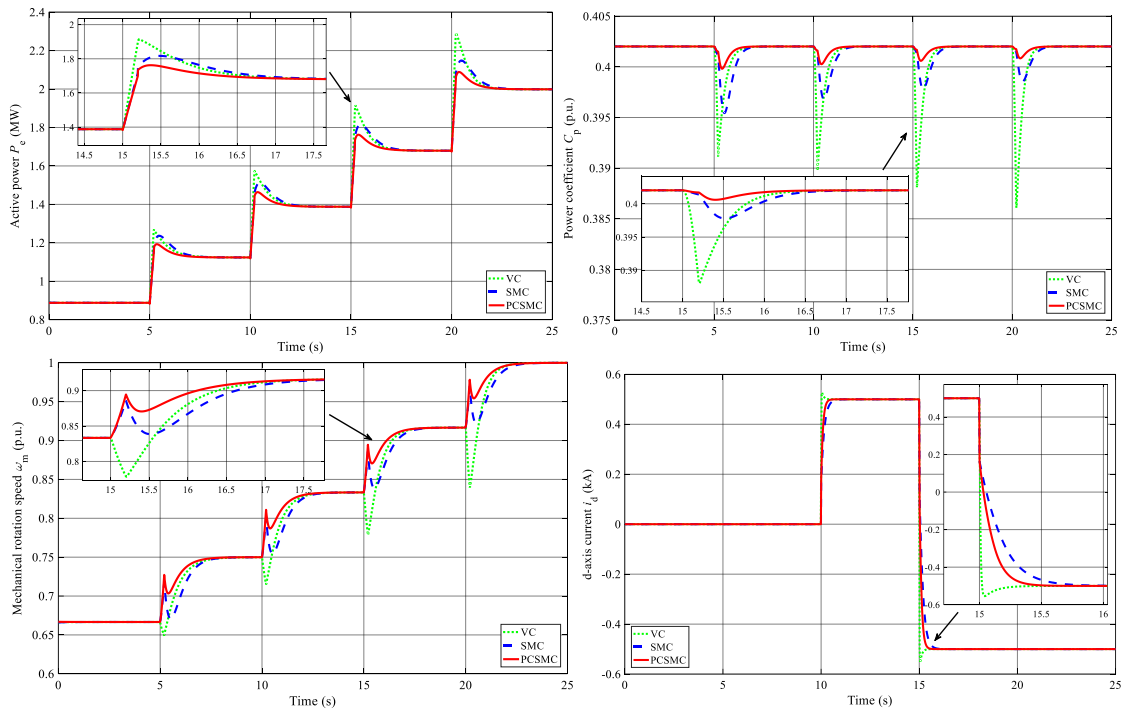 Active power Pe (MW)
2.4
2.2
2
1.8
1.6
1.4
1.2
1
0.8
0 5 10 15 20 25
Time (s)
2
1.8
1.6
1.4
14.5 15 15.5 16 16.5 17 17.5
VC
SMC
PCSMC
Power coefficient Cp (p.u.)
0.405
0.4
0.395
0.39
0.385
0.38
0.375
0 5 10 15 20 25
Time (s)
0.4
0.395
0.39
14.5 15 15.5 16 16.5 17 17.5
VC
SMC
PCSMC
Mechanical rotation speed ωm (p.u.)
1
0.95
0.9
0.85
0.8
0.75
0.7
0.65
0.6
0 5 10 15 20 25
Time (s)
0.9
0.85
0.8
15 15.5 16 16.5 17 17.5
VC
SMC
PCSMC
d-axis current id (kA)
0.6
0.4
0.2
0
-0.2
-0.4
-0.6
0 5 10 15 20 25
Time (s)
0.4
0.2
0
-0.2
-0.4
-0.6
15 15.5 16
VC
SMC
PCSMC